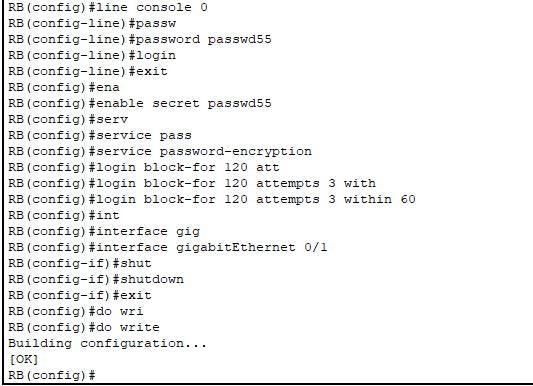 RB(config)#line console 0
RB(config-line)#passw
RB(config-line)#password passwd55
RB(config-line)#login
RB(config-line)#exit
RB(config)#ena
RB(config)#enable secret passwd55
RB(config)#serv
RB(config)#service pass
RB(config)#service password-encryption
RB(config)#login block-for 120 att
RB(config)#login block-for 120 attempts 3 with
RB(config)#login block-for 120 attempts 3 within 60
RB(config)#int
RB(config)#interface gig
RB(config)#interface gigabitEthernet 0/1
RB(config-if)#shut
RB(config-if)#shutdown
RB(config-if)#exit
RB(config)#do wri
RB(config)#do write
Building configuration...
[OK]
RB(config)#